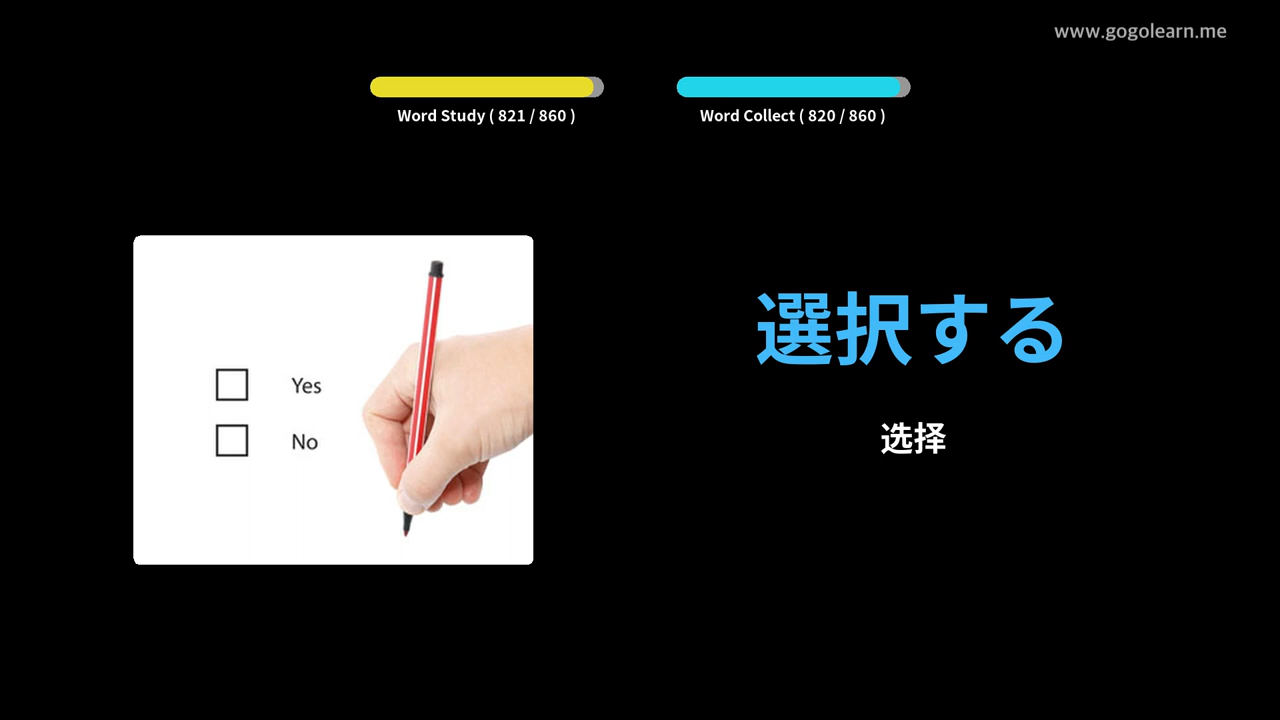 www.gogolearn.me
Word Study ( 821 / 860 )
Word Collect ( 820 / 860 )
Yes
No
選択する
选择